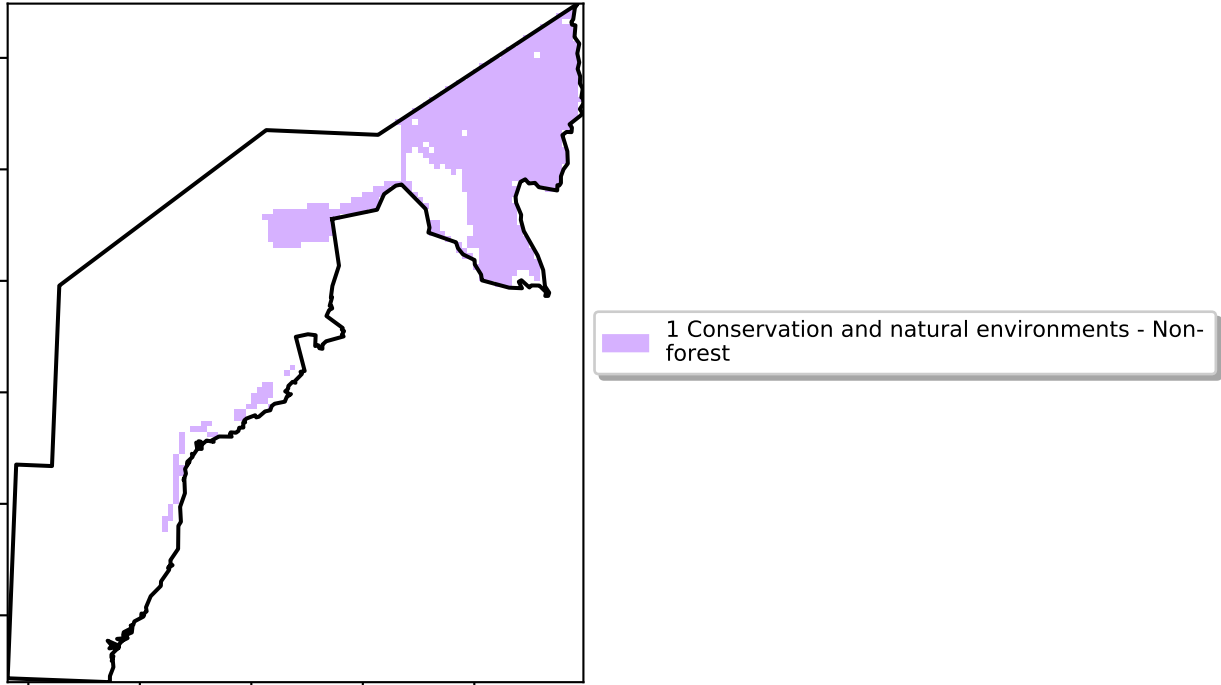 1 Conservation and natural environments - Non-
forest